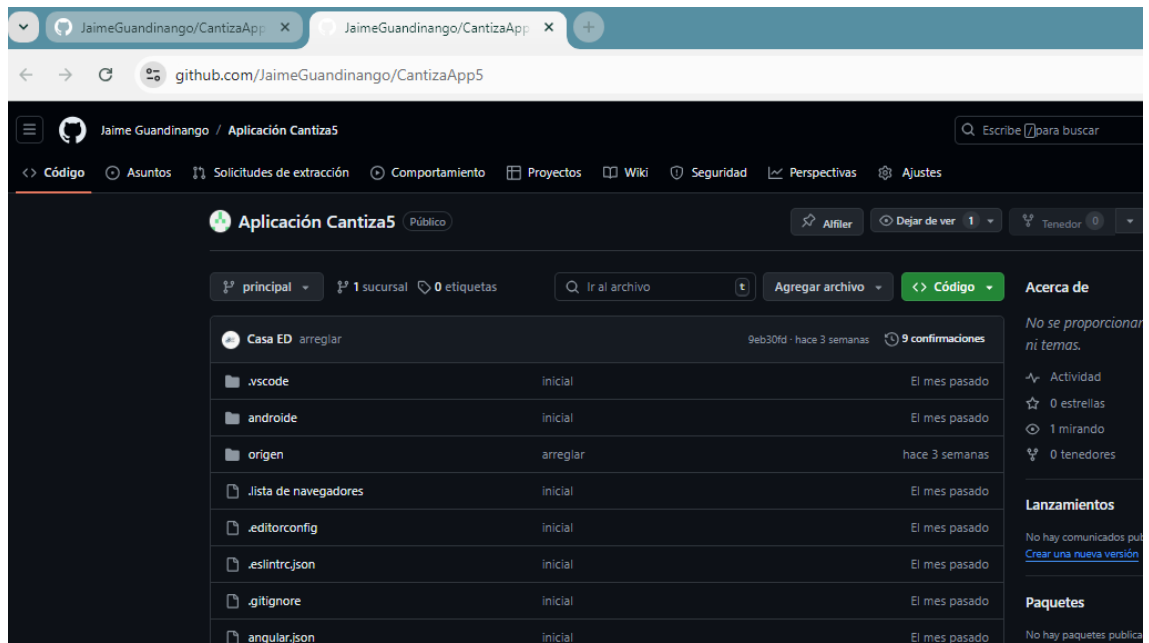 JaimeGuandinango/CantizaApp
JaimeGuandinango/CantizaApp
github.com/JaimeGuandinango/CantizaApp5
Jaime Guandinango / Aplicación Cantiza5
Escribe / para buscar
Código Asuntos Solicitudes de extracción Comportamiento Proyectos Wiki Seguridad Perspectivas Ajustes
Aplicación Cantiza5 Público Alfiler Dejar de ver 1 Tenedor 0
principal 1 sucursal 0 etiquetas Ir al archivo t Agregar archivo Código Acerca de
No se proporcionar
ni temas.
Casa ED arreglar 9eb30fd · hace 3 semanas 9 confirmaciones
.vscode inicial El mes pasado Actividad
androide inicial El mes pasado 0 estrellas
1 mirando
origen arreglar hace 3 semanas 0 tenedores
.lista de navegadores inicial El mes pasado
Lanzamientos
.editorconfig inicial El mes pasado
No hay comunicados pub
Crear una nueva versión
.eslintrc.json inicial El mes pasado
.gitignore inicial El mes pasado Paquetes
angular.json inicial El mes pasado No hay paquetes publica